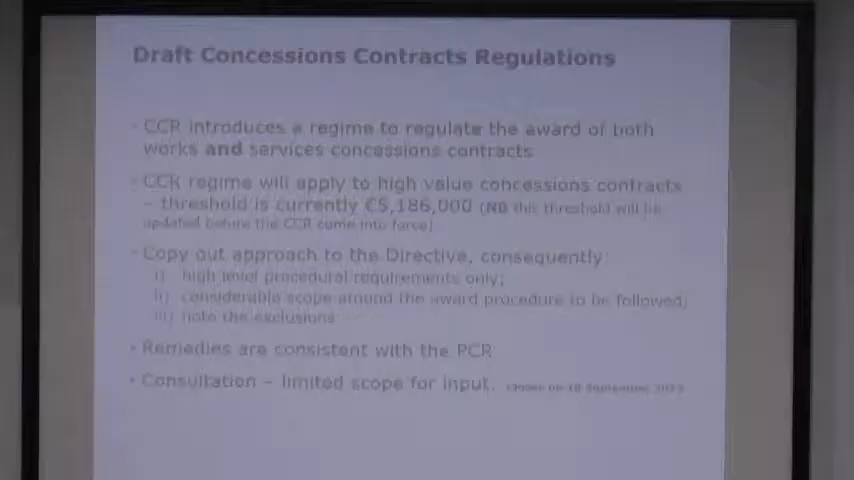 Draft Concessions Contracts Regulations
- CCR introduces a regime to regulate the award of both
works and services concessions contracts
- CCR regime will apply to high value concessions contracts
– threshold is currently €5,186,000 (NB this threshold will be
updated before the CCR come into force)
- Copy out approach to the Directive, consequently:
i) high level procedural requirements only;
ii) considerable scope around the award procedure to be followed;
iii) note the exclusions
- Remedies are consistent with the PCR
- Consultation – limited scope for input. closes on 18 September